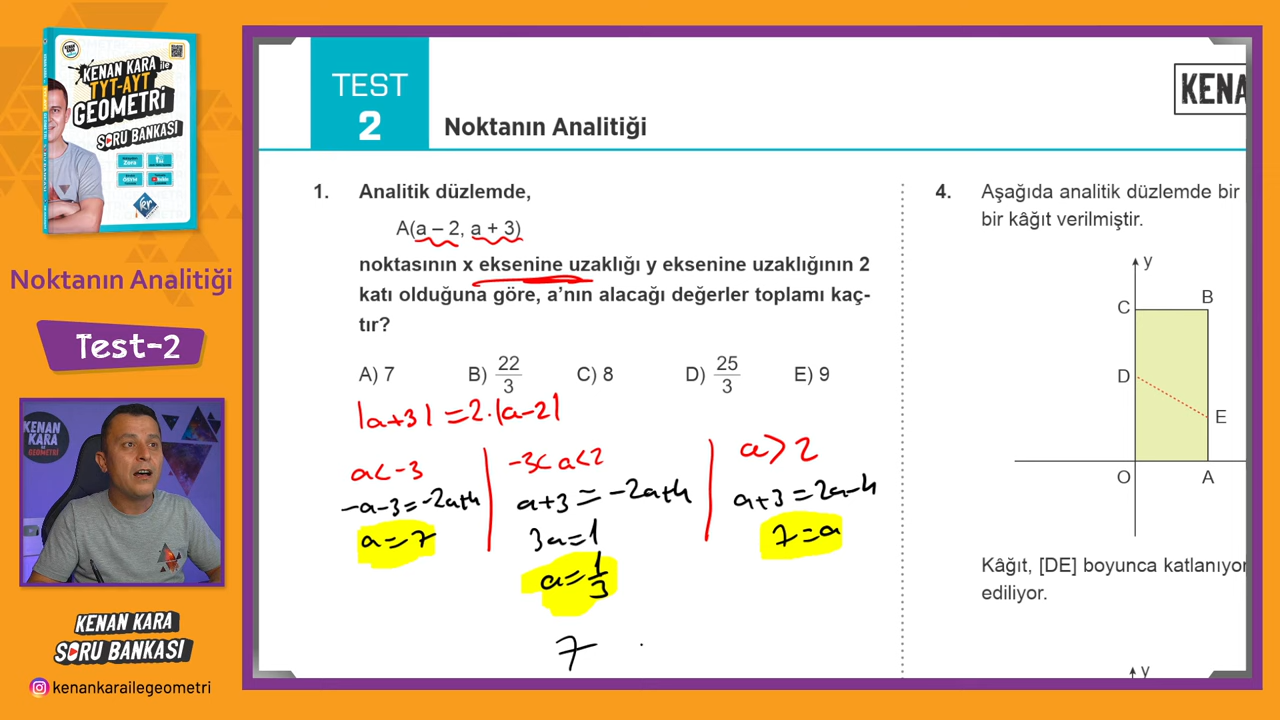 KENAN KARA ile
TYT-AYT
GEOMETRİ
SORU BANKASI
Noktanın Analitiği
Test-2
KENAN
KARA
GEOMETRİ
KENAN KARA
SORU BANKASI
kenankarailegeometri
TEST
2
Noktanın Analitiği
KENA
1. Analitik düzlemde,
A(a – 2, a + 3)
noktasının x eksenine uzaklığı y eksenine uzaklığının 2
katı olduğuna göre, a’nın alacağı değerler toplamı kaç-
tır?
A) 7 B) 22/3 C) 8 D) 25/3 E) 9
|a+3| = 2.|a-2|
a<-3
-a-3=-2a+4
a=7
-3<a<2
a+3=-2a+4
3a=1
a=1/3
a>2
a+3=2a-4
7=a
7
4. Aşağıda analitik düzlemde bir
bir kâğıt verilmiştir.
y
C B
D
E
O A
Kâğıt, [DE] boyunca katlanıyor
ediliyor.
y